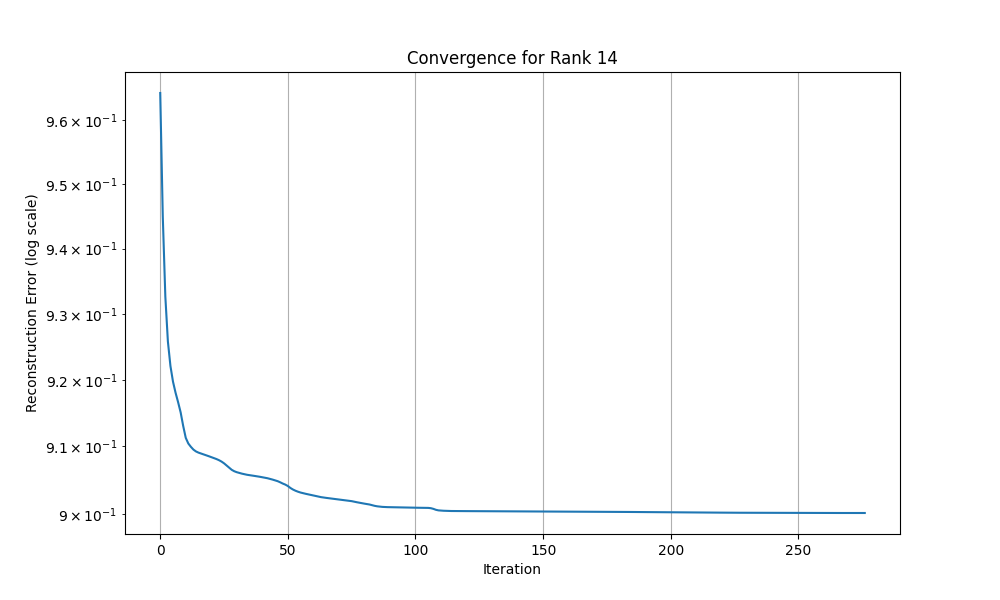 Convergence for Rank 14
Reconstruction Error (log scale)
9.6 × 10⁻¹
9.5 × 10⁻¹
9.4 × 10⁻¹
9.3 × 10⁻¹
9.2 × 10⁻¹
9.1 × 10⁻¹
9 × 10⁻¹
0 50 100 150 200 250
Iteration